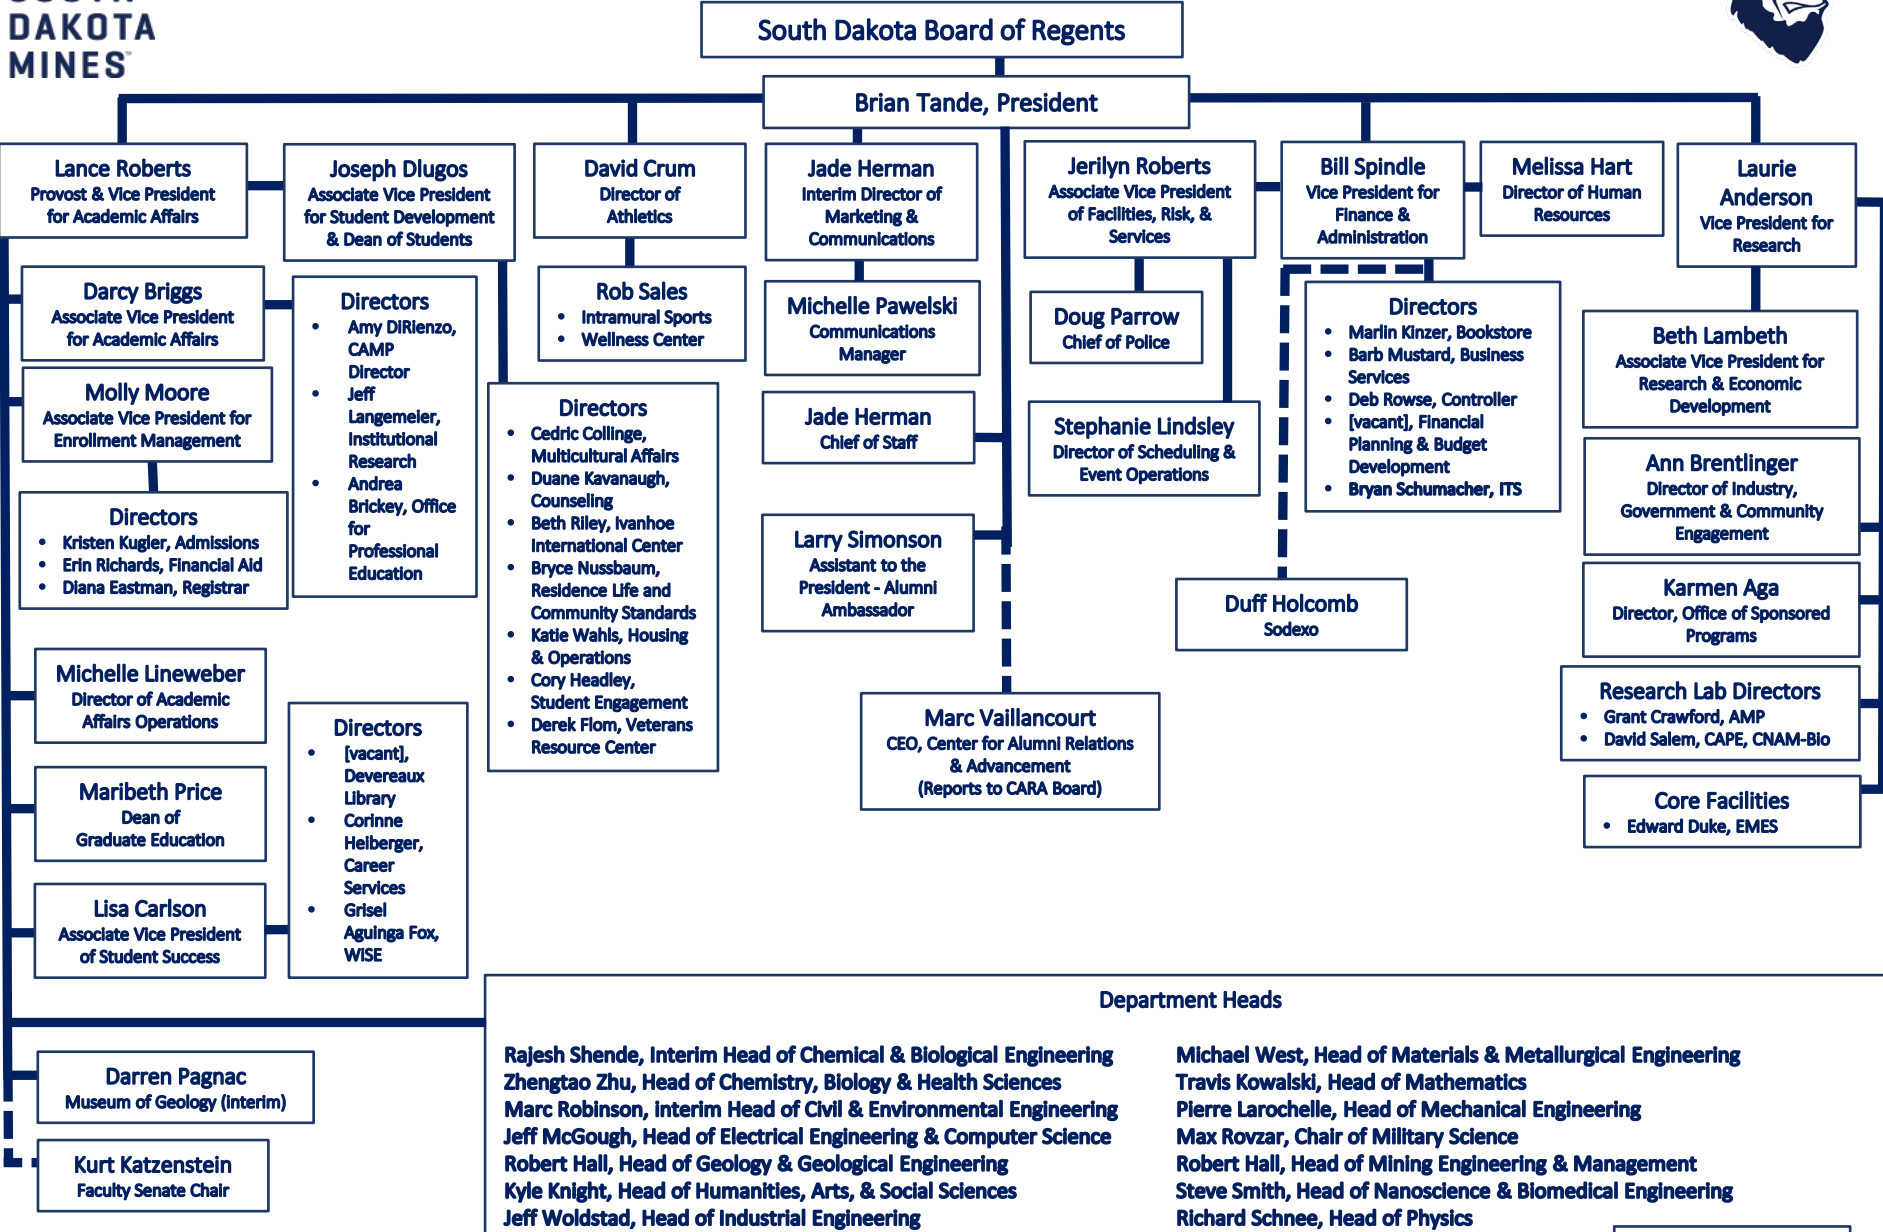 DAKOTA
MINES
South Dakota Board of Regents
Brian Tande, President
Lance Roberts
Provost & Vice President
for Academic Affairs
Joseph Dlugos
Associate Vice President
for Student Development
& Dean of Students
David Crum
Director of
Athletics
Jade Herman
Interim Director of
Marketing &
Communications
Jerilyn Roberts
Associate Vice President
of Facilities, Risk, &
Services
Bill Spindle
Vice President for
Finance &
Administration
Melissa Hart
Director of Human
Resources
Laurie
Anderson
Vice President for
Research
Darcy Briggs
Associate Vice President
for Academic Affairs
Directors
• Amy DiRienzo,
CAMP
Director
• Jeff
Langemeier,
Institutional
Research
• Andrea
Brickey, Office
for
Professional
Education
Molly Moore
Associate Vice President for
Enrollment Management
Directors
• Kristen Kugler, Admissions
• Erin Richards, Financial Aid
• Diana Eastman, Registrar
Rob Sales
• Intramural Sports
• Wellness Center
Directors
• Cedric Collinge,
Multicultural Affairs
• Duane Kavanaugh,
Counseling
• Beth Riley, Ivanhoe
International Center
• Bryce Nussbaum,
Residence Life and
Community Standards
• Katie Wahls, Housing
& Operations
• Cory Headley,
Student Engagement
• Derek Flom, Veterans
Resource Center
Michelle Pawelski
Communications
Manager
Jade Herman
Chief of Staff
Larry Simonson
Assistant to the
President - Alumni
Ambassador
Marc Vaillancourt
CEO, Center for Alumni Relations
& Advancement
(Reports to CARA Board)
Doug Parrow
Chief of Police
Stephanie Lindsley
Director of Scheduling &
Event Operations
Directors
• Marlin Kinzer, Bookstore
• Barb Mustard, Business
Services
• Deb Rowse, Controller
• [vacant], Financial
Planning & Budget
Development
• Bryan Schumacher, ITS
Duff Holcomb
Sodexo
Beth Lambeth
Associate Vice President for
Research & Economic
Development
Ann Brentlinger
Director of Industry,
Government & Community
Engagement
Karmen Aga
Director, Office of Sponsored
Programs
Research Lab Directors
• Grant Crawford, AMP
• David Salem, CAPE, CNAM-Bio
Core Facilities
• Edward Duke, EMES
Michelle Lineweber
Director of Academic
Affairs Operations
Maribeth Price
Dean of
Graduate Education
Lisa Carlson
Associate Vice President
of Student Success
Directors
• [vacant],
Devereaux
Library
• Corinne
Heiberger,
Career
Services
• Grisel
Aguinga Fox,
WISE
Darren Pagnac
Museum of Geology (interim)
Kurt Katzenstein
Faculty Senate Chair
Department Heads
Rajesh Shende, Interim Head of Chemical & Biological Engineering
Zhengtao Zhu, Head of Chemistry, Biology & Health Sciences
Marc Robinson, interim Head of Civil & Environmental Engineering
Jeff McGough, Head of Electrical Engineering & Computer Science
Robert Hall, Head of Geology & Geological Engineering
Kyle Knight, Head of Humanities, Arts, & Social Sciences
Jeff Woldstad, Head of Industrial Engineering
Michael West, Head of Materials & Metallurgical Engineering
Travis Kowalski, Head of Mathematics
Pierre Larochelle, Head of Mechanical Engineering
Max Rovzar, Chair of Military Science
Robert Hall, Head of Mining Engineering & Management
Steve Smith, Head of Nanoscience & Biomedical Engineering
Richard Schnee, Head of Physics